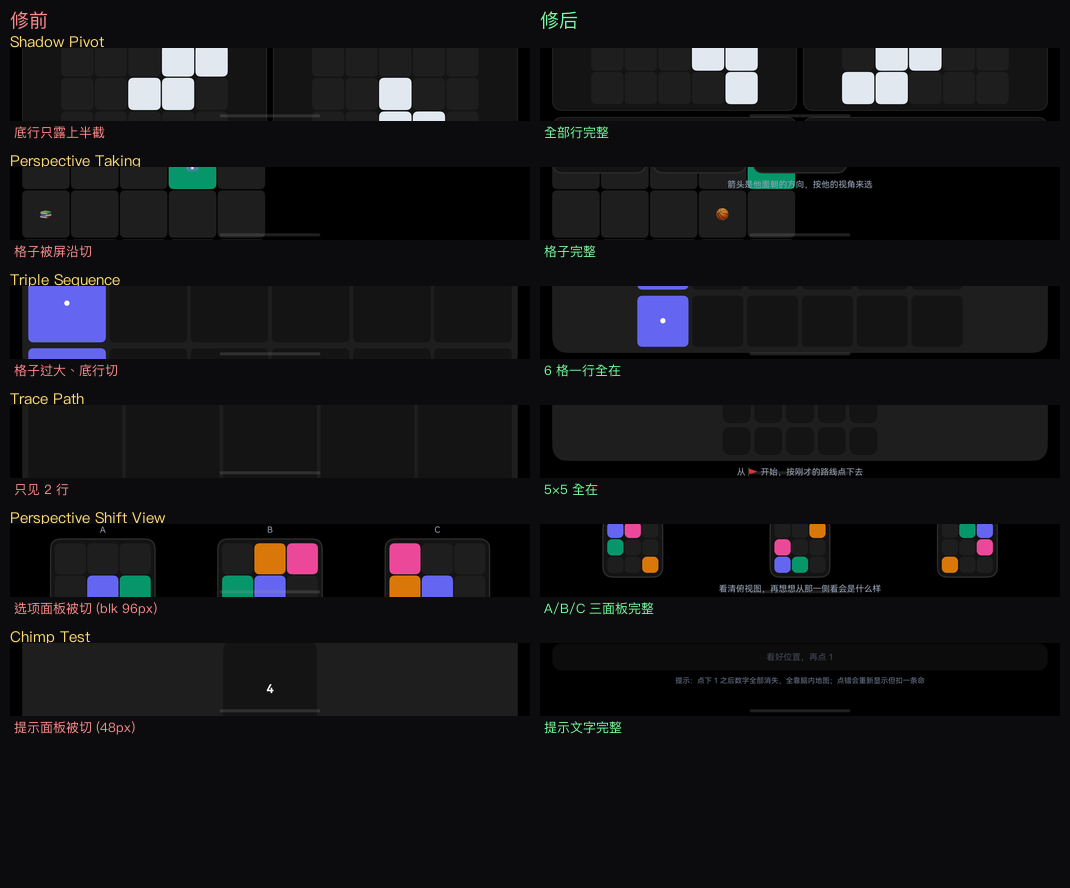 修前
修后
Shadow Pivot
底行只露上半截
全部行完整
Perspective Taking
箭头是他面朝的方向，按他的视角来选
格子被屏沿切
格子完整
Triple Sequence
格子过大、底行切
6 格一行全在
Trace Path
从 🚩 开始，按刚才的路线点下去
只见 2 行
5×5 全在
Perspective Shift View
A
B
C
看清俯视图，再想想从那一侧看会是什么样
选项面板被切 (blk 96px)
A/B/C 三面板完整
Chimp Test
4
看好位置，再点 1
提示：点下 1 之后数字全部消失，全靠脑内地图；点错会重新显示但扣一条命
提示面板被切 (48px)
提示文字完整